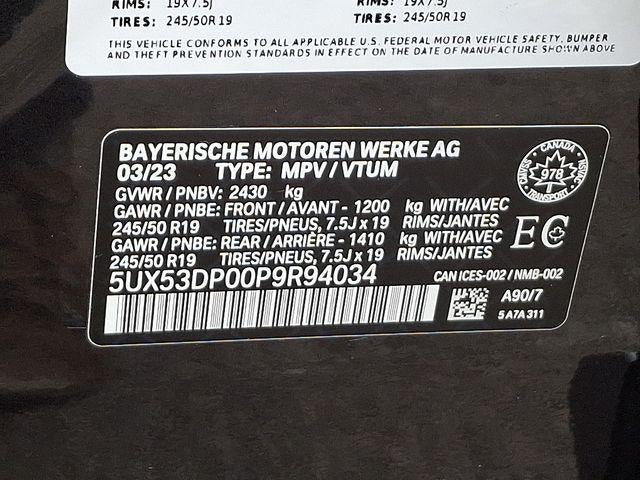 RIMS: 19X7.5J RIMS: 19X7.5J
TIRES: 245/50R19 TIRES: 245/50R19
THIS VEHICLE CONFORMS TO ALL APPLICABLE U.S. FEDERAL MOTOR VEHICLE SAFETY, BUMPER
AND THEFT PREVENTION STANDARDS IN EFFECT ON THE DATE OF MANUFACTURE SHOWN ABOVE
BAYERISCHE MOTOREN WERKE AG
03/23 TYPE: MPV/VTUM
GVWR / PNBV: 2430 kg
GAWR / PNBE: FRONT / AVANT - 1200 kg WITH/AVEC
245/50 R19 TIRES/PNEUS, 7.5J x 19 RIMS/JANTES
GAWR / PNBE: REAR / ARRIÈRE - 1410 kg WITH/AVEC
245/50 R19 TIRES/PNEUS, 7.5J x 19 RIMS/JANTES
5UX53DP00P9R94034
CANADA
978
TRANSPORT
EC
CAN ICES-002 / NMB-002
A90/7
5A7A311